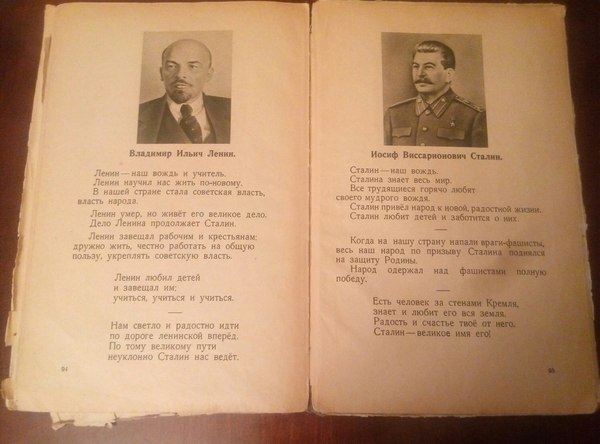 Владимир Ильич Ленин.
Ленин — наш вождь и учитель.
Ленин научил нас жить по-новому.
В нашей стране стала советская власть,
власть народа.
Ленин умер, но живёт его великое дело.
Дело Ленина продолжает Сталин.
Ленин завещал рабочим и крестьянам:
дружно жить, честно работать на общую
пользу, укреплять советскую власть.
Ленин любил детей
и завещал им:
учиться, учиться и учиться.
Нам светло и радостно идти
по дороге ленинской вперёд.
По тому великому пути
неуклонно Сталин нас ведёт.
94
Иосиф Виссарионович Сталин.
Сталин — наш вождь.
Сталина знает весь мир.
Все трудящиеся горячо любят
своего мудрого вождя.
Сталин привёл народ к новой, радостной жизни.
Сталин любит детей и заботится о них.
Когда на нашу страну напали враги-фашисты,
весь наш народ по призыву Сталина поднялся
на защиту Родины.
Народ одержал над фашистами полную
победу.
Есть человек за стенами Кремля,
знает и любит его вся земля.
Радость и счастье твоё от него.
Сталин — великое имя его!
95